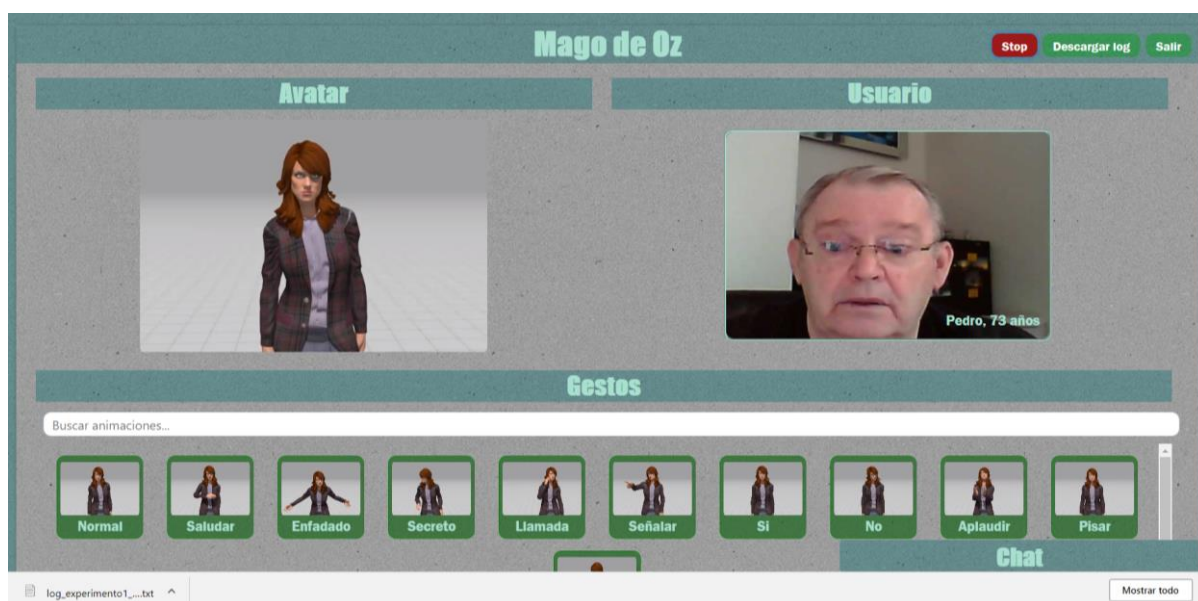 Mago de Oz
Stop
Descargar log
Salir
Avatar
Usuario
Pedro, 73 años
Gestos
Buscar animaciones...
Normal
Saludar
Enfadado
Secreto
Llamada
Señalar
Si
No
Aplaudir
Pisar
Chat
log_experimento1_....txt
Mostrar todo